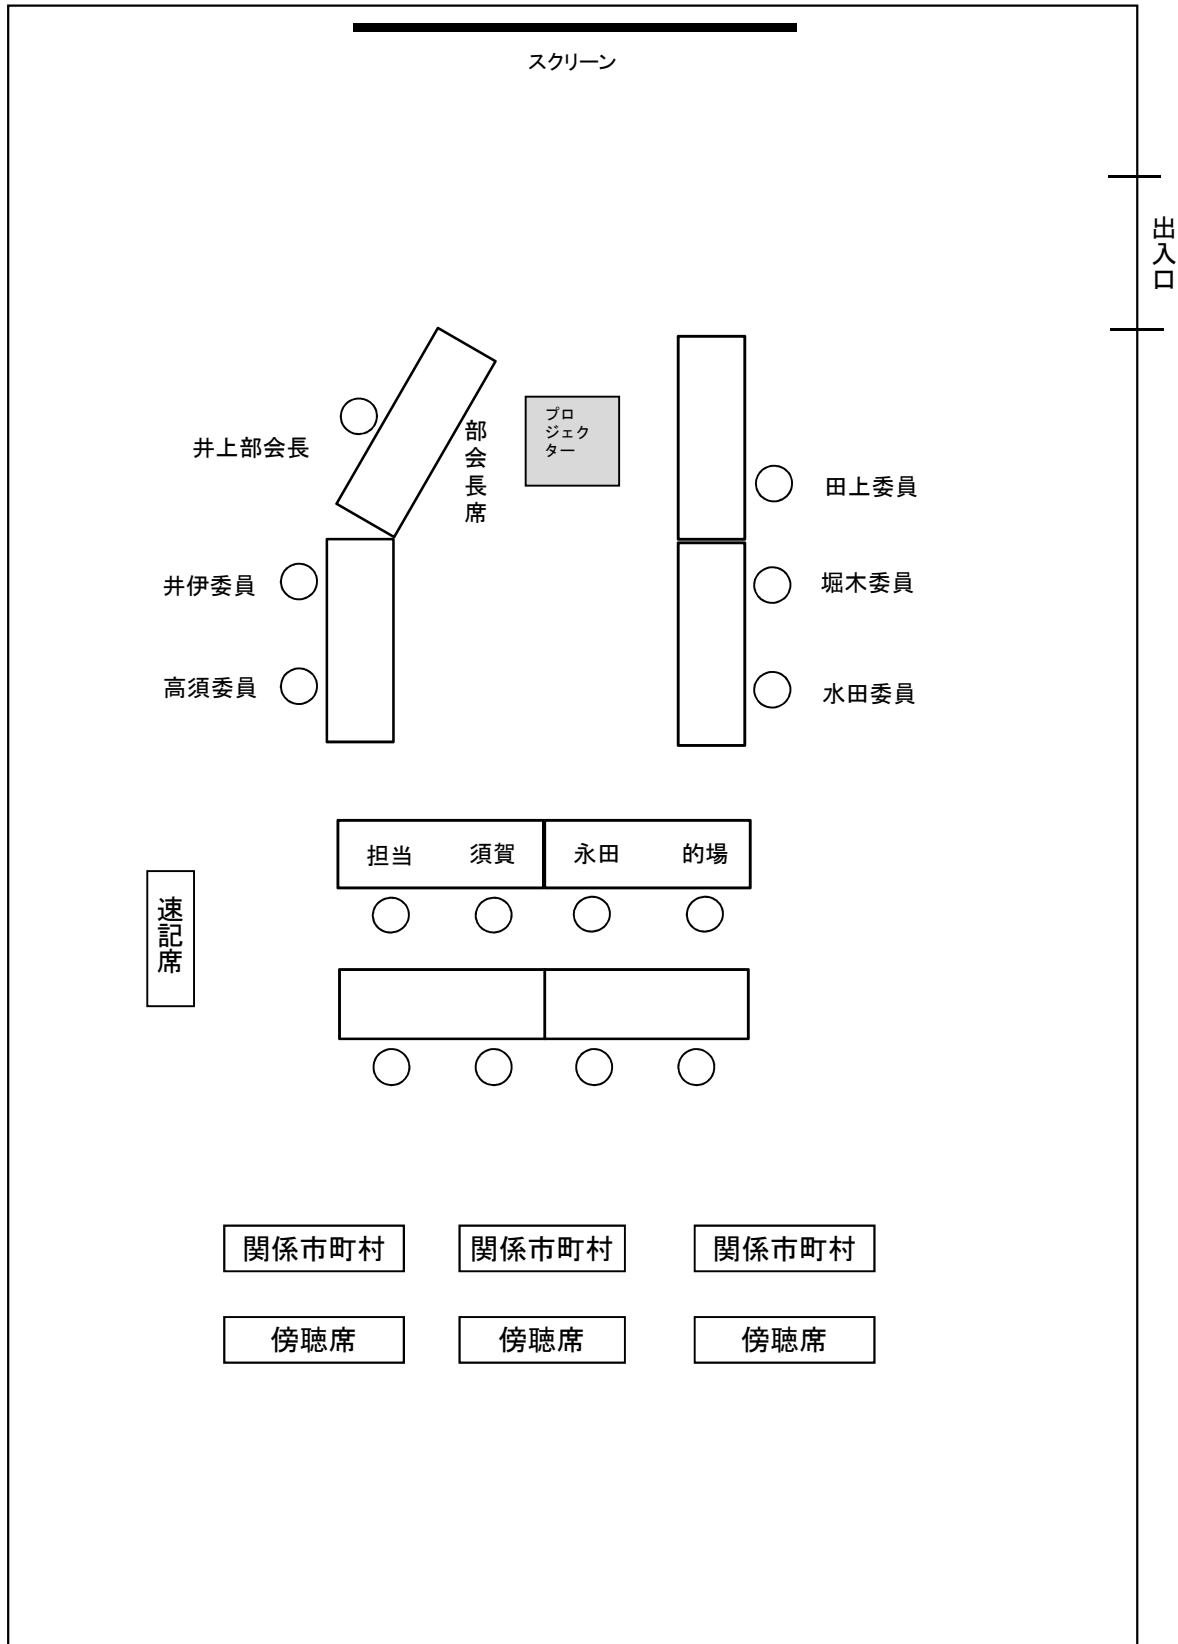 スクリーン
出入口
プロ
ジェク
ター
部会長席
井上部会長
田上委員
井伊委員
堀木委員
高須委員
水田委員
担当 須賀 永田 的場
速記席
関係市町村 関係市町村 関係市町村
傍聴席 傍聴席 傍聴席